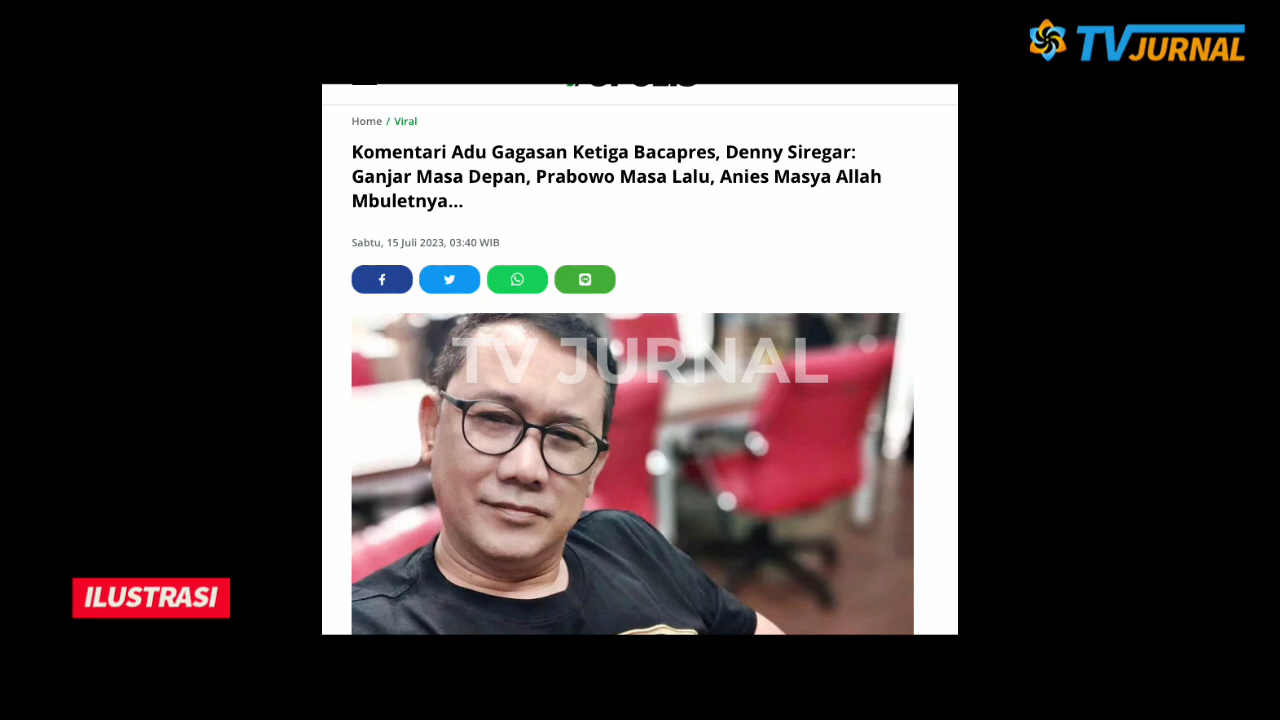 TV JURNAL
Home / Viral
Komentari Adu Gagasan Ketiga Bacapres, Denny Siregar:
Ganjar Masa Depan, Prabowo Masa Lalu, Anies Masya Allah
Mbuletnya...
Sabtu, 15 Juli 2023, 03:40 WIB
TV JURNAL
ILUSTRASI